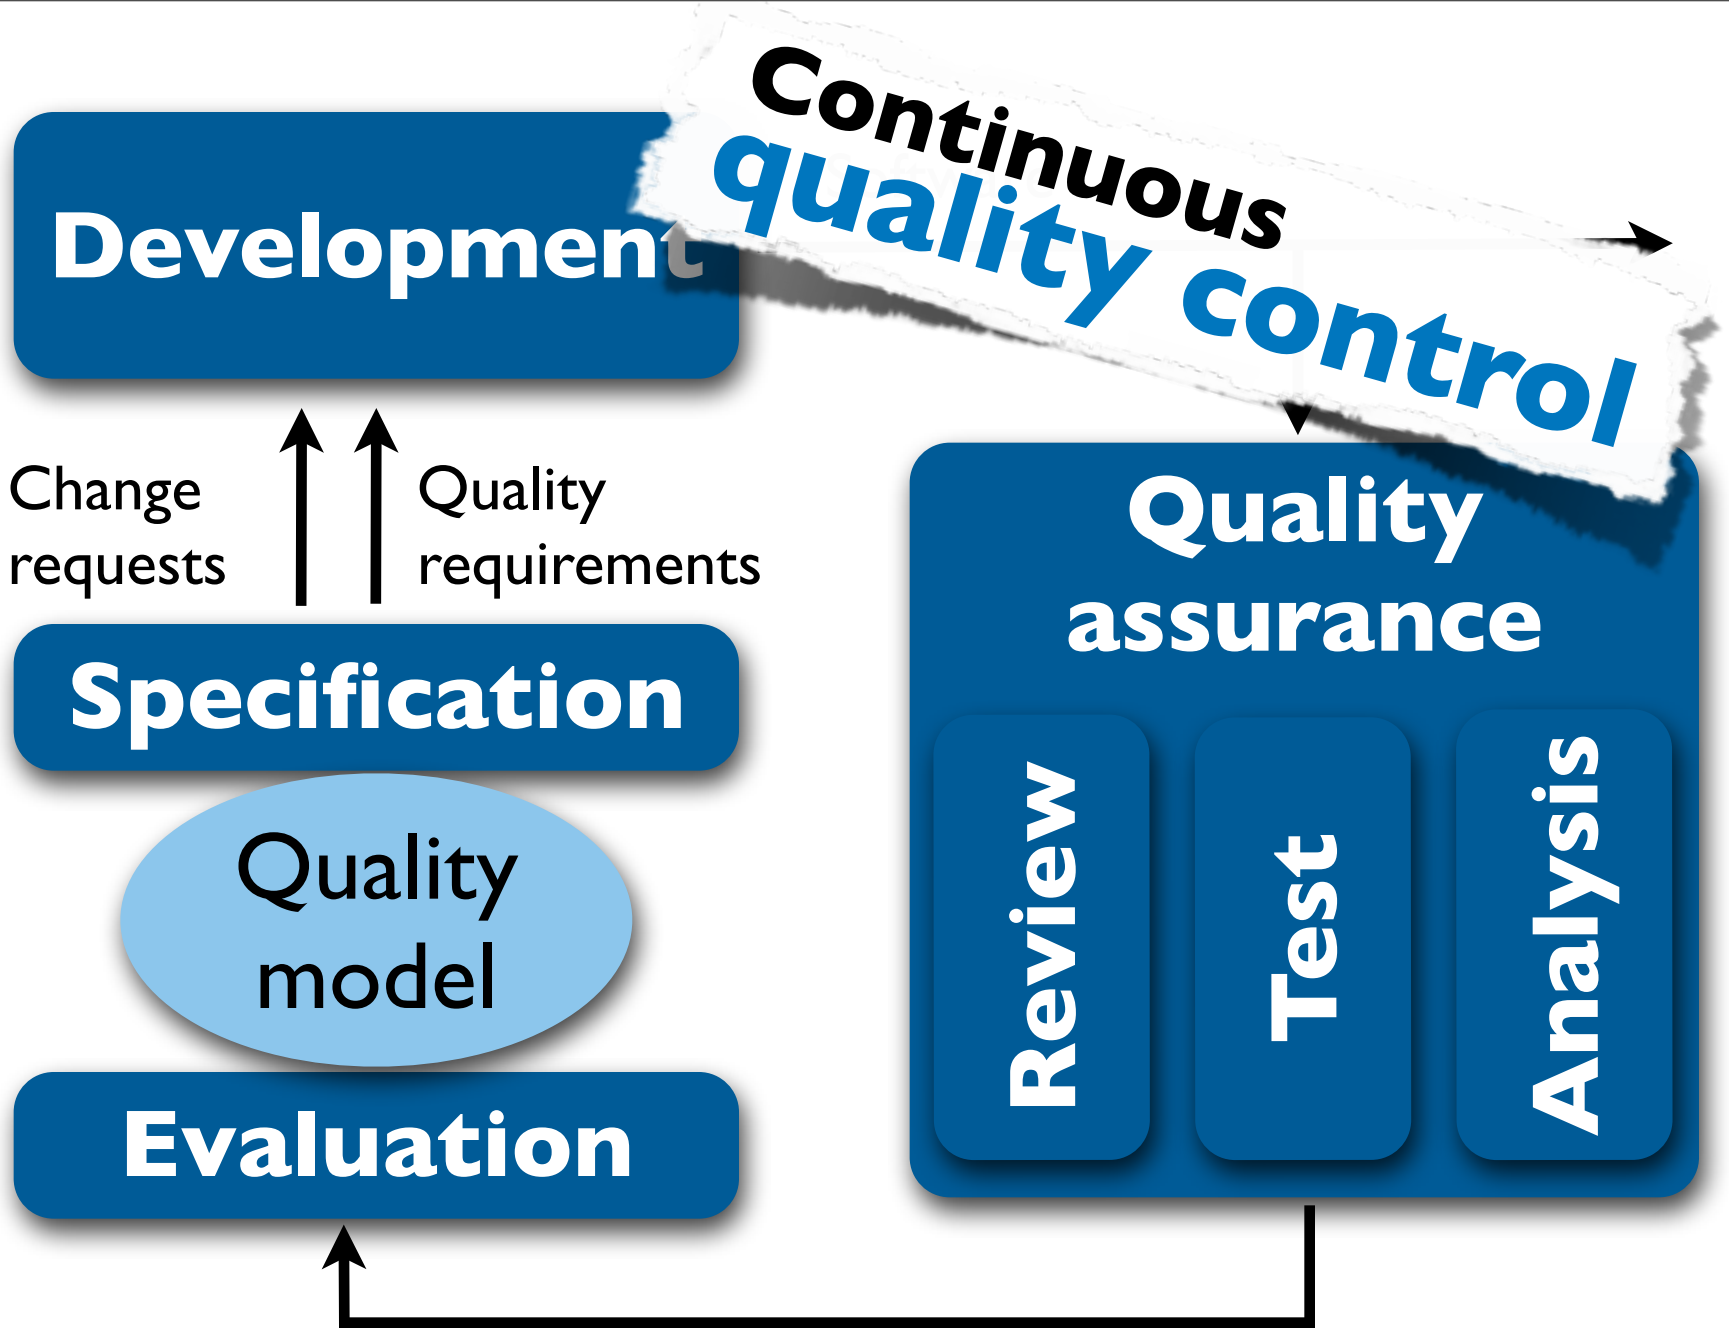 Continuous
quality control
Development
Change
requests
Quality
requirements
Specification
Quality
model
Evaluation
Quality
assurance
Review
Test
Analysis